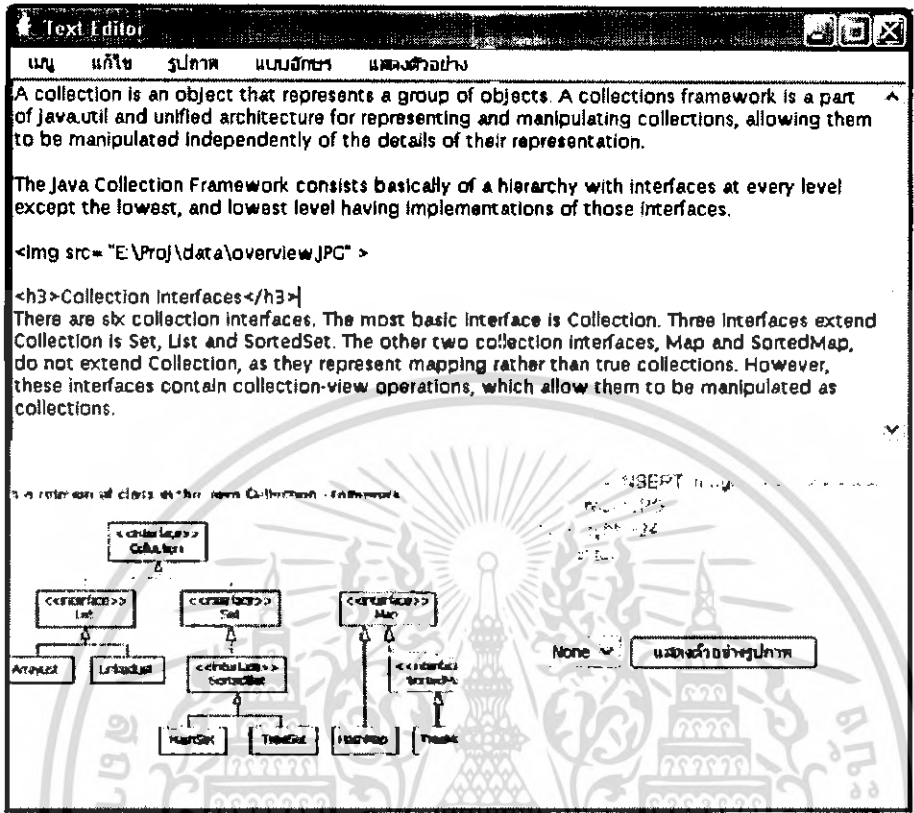 Text Editor
เมนู แก้ไข รูปภาพ แบบอักษร แสดงตัวอย่าง
A collection is an object that represents a group of objects. A collections framework is a part
of java.util and unified architecture for representing and manipulating collections, allowing them
to be manipulated independently of the details of their representation.
The Java Collection Framework consists basically of a hierarchy with interfaces at every level
except the lowest, and lowest level having implementations of those interfaces.
<img src= "E:\Proj\data\overview.JPG" >
<h3>Collection Interfaces</h3>
There are six collection interfaces. The most basic interface is Collection. Three interfaces extend
Collection is Set, List and SortedSet. The other two collection interfaces, Map and SortedMap,
do not extend Collection, as they represent mapping rather than true collections. However,
these interfaces contain collection-view operations, which allow them to be manipulated as
collections.
INSERT
<<interface>>
Collection
<<interface>> <<interface>> <<interface>>
List Set Map
None แสดงตัวอย่างรูปภาพ
ArrayList LinkedList <<interface>>
SortedSet
HashSet TreeSet HashMap